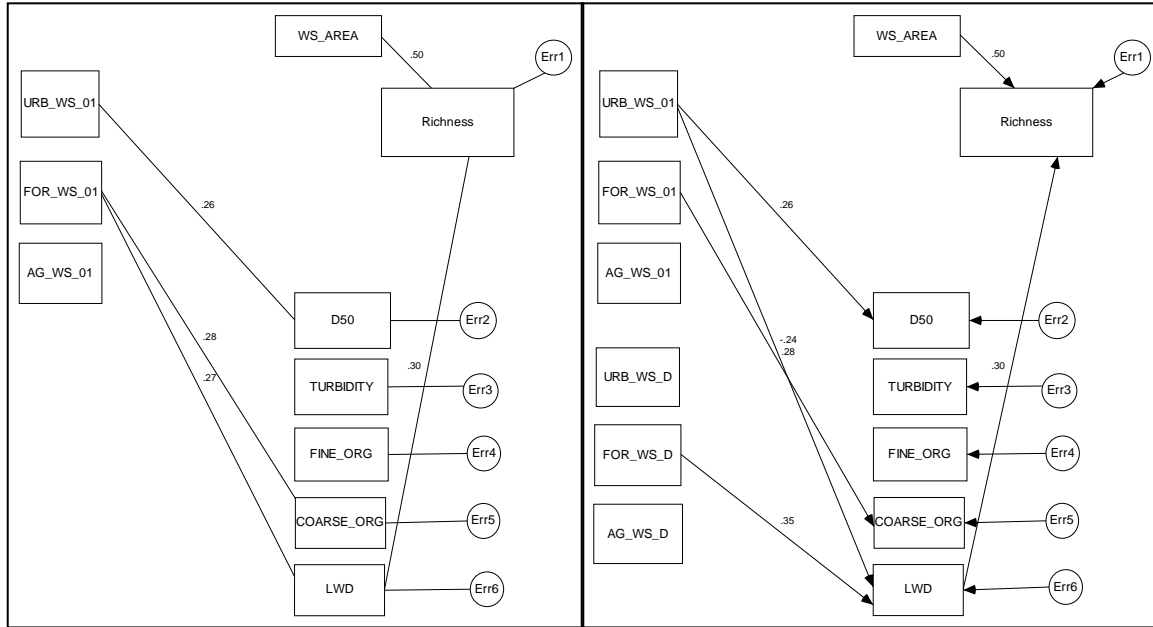 WS_AREA
.50
Err1
URB_WS_01
Richness
FOR_WS_01
.26
AG_WS_01
D50
Err2
.28
.30
.27
TURBIDITY
Err3
FINE_ORG
Err4
COARSE_ORG
Err5
LWD
Err6
WS_AREA
.50
Err1
URB_WS_01
Richness
FOR_WS_01
.26
AG_WS_01
D50
Err2
-.24
.28
.30
URB_WS_D
TURBIDITY
Err3
FOR_WS_D
FINE_ORG
Err4
.35
COARSE_ORG
Err5
AG_WS_D
LWD
Err6